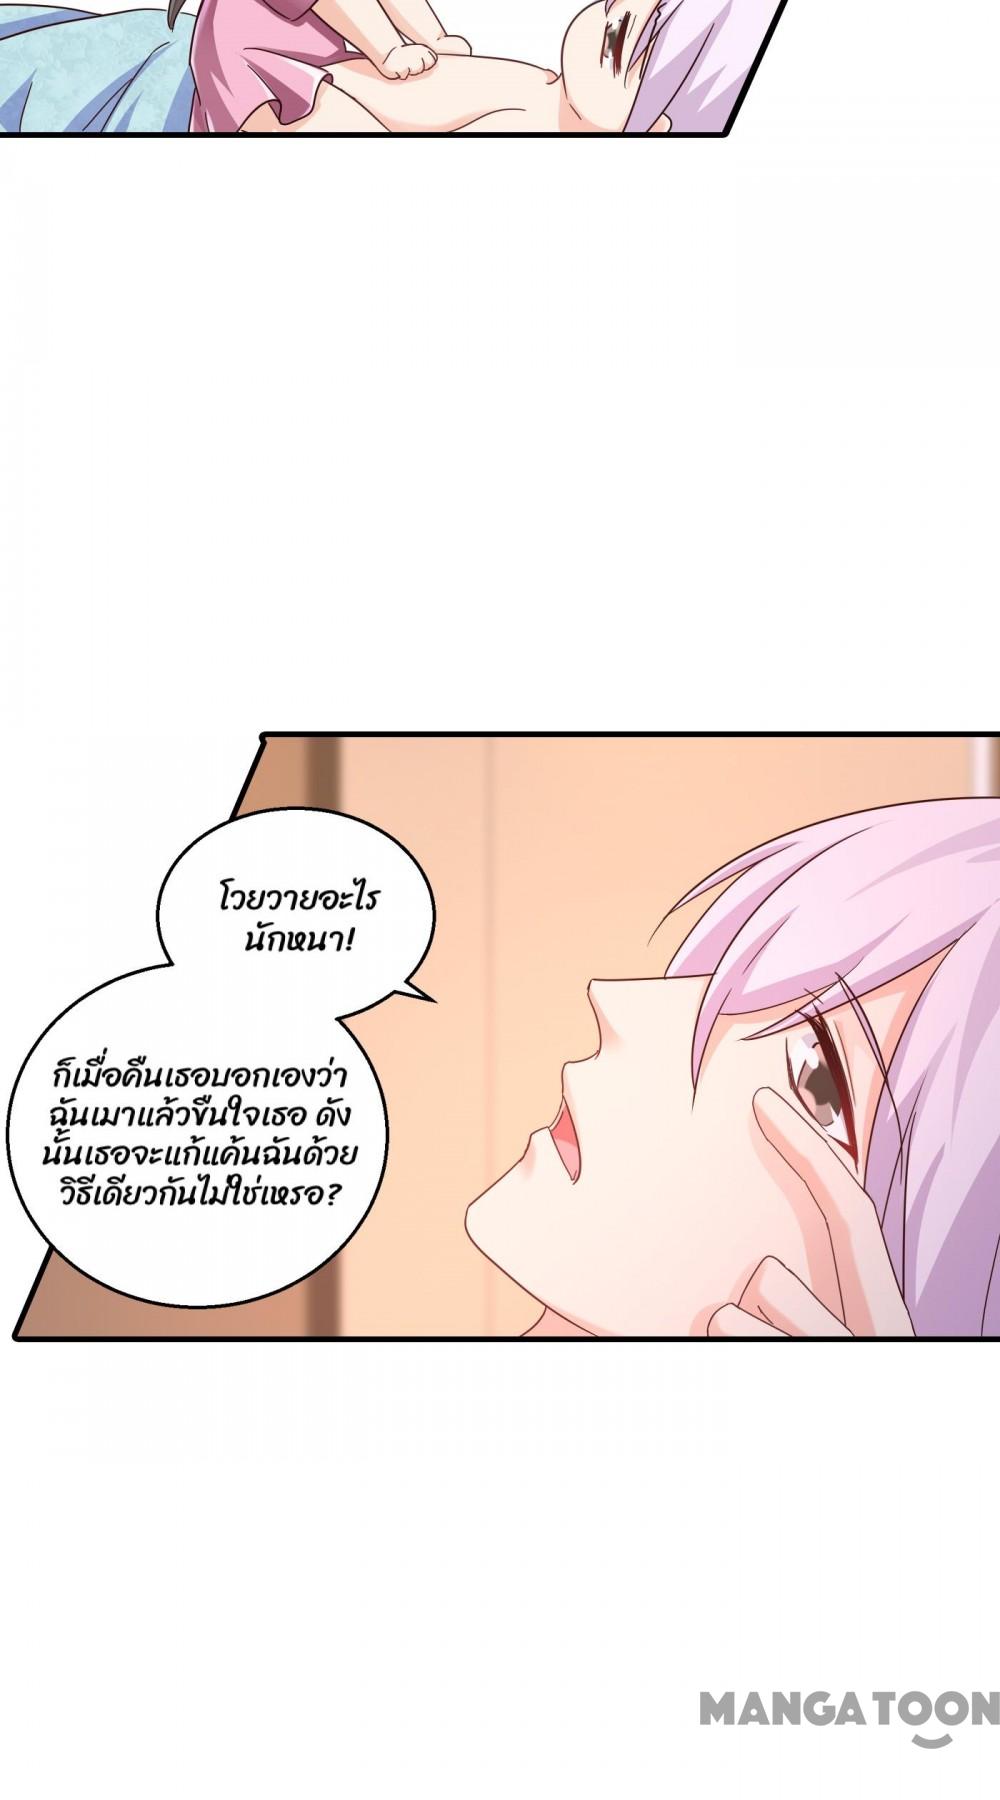 โวยวายอะไร
นักหนา!
ก็เมื่อคืนเธอบอกเองว่า
ฉันเมาแล้วขืนใจเธอ ดัง
นั้นเธอจะแก้แค้นฉันด้วย
วิธีเดียวกันไม่ใช่เหรอ?
MANGATOON